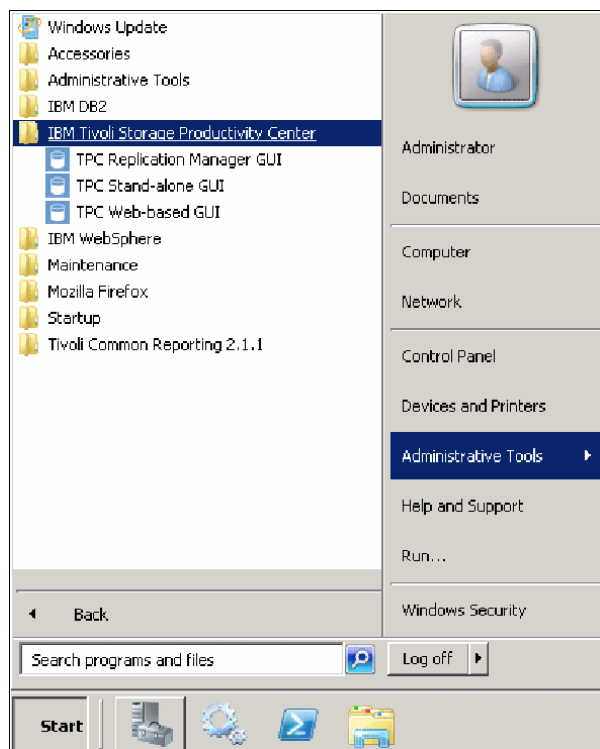 Windows Update
Accessories
Administrative Tools
IBM DB2
IBM Tivoli Storage Productivity Center
TPC Replication Manager GUI
TPC Stand-alone GUI
TPC Web-based GUI
IBM WebSphere
Maintenance
Mozilla Firefox
Startup
Tivoli Common Reporting 2.1.1
Back
Search programs and files
Administrator
Documents
Computer
Network
Control Panel
Devices and Printers
Administrative Tools
Help and Support
Run...
Windows Security
Log off
Start